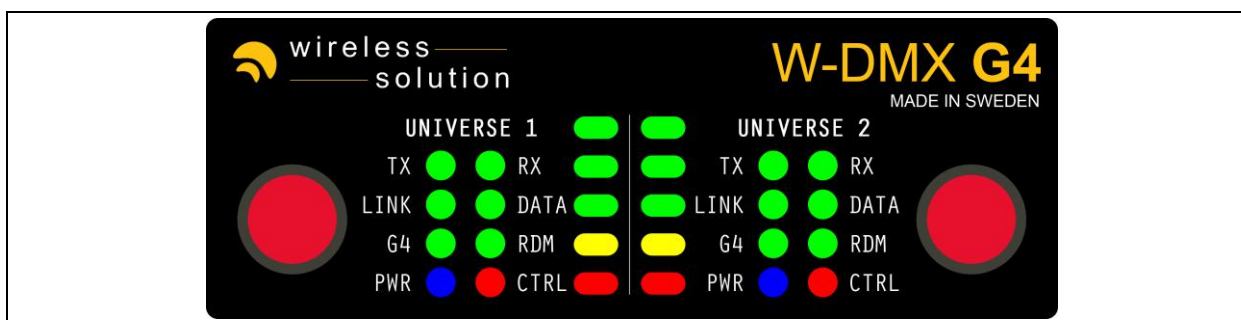 wireless
solution
W-DMX G4
MADE IN SWEDEN
UNIVERSE 1
TX RX
LINK DATA
G4 RDM
PWR CTRL
UNIVERSE 2
TX RX
LINK DATA
G4 RDM
PWR CTRL